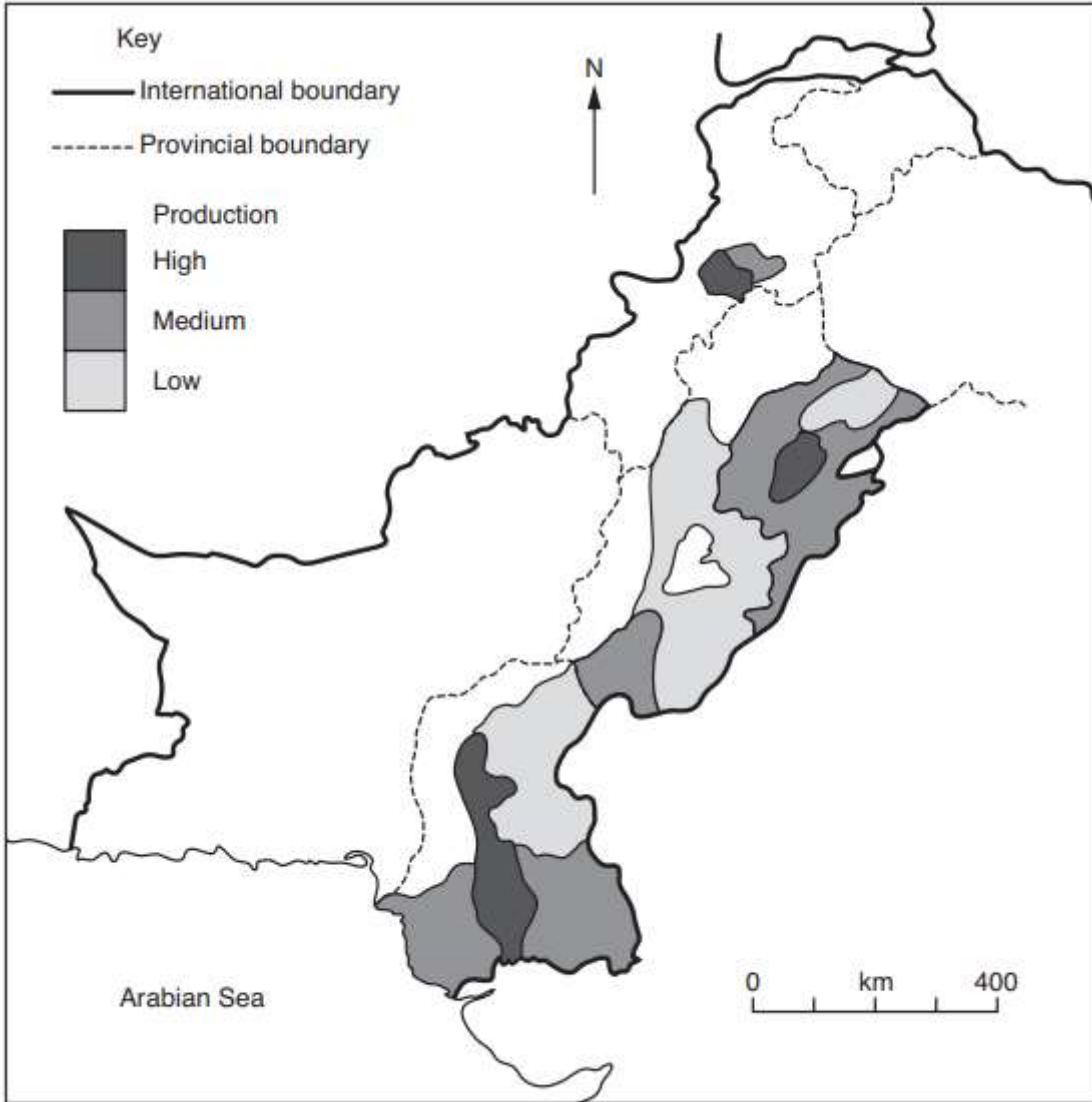 Key
International boundary
Provincial boundary
Production
High
Medium
Low
N
Arabian Sea
0 km 400